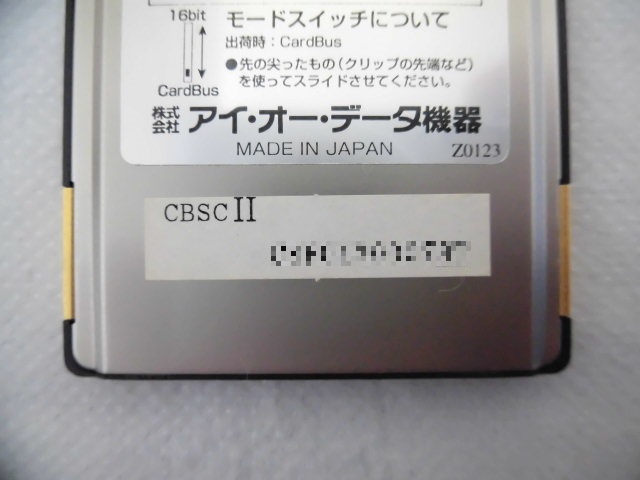 16bit
CardBus
モードスイッチについて
出荷時：CardBus
●先の尖ったもの（クリップの先端など）
を使ってスライドさせてください。
株式会社 アイ・オー・データ機器
MADE IN JAPAN Z0123
CBSC II